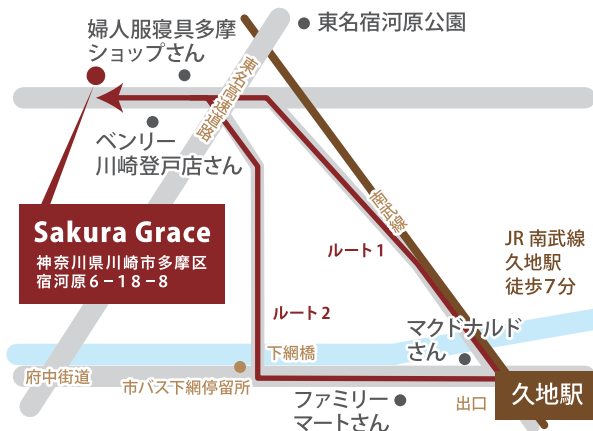 東名宿河原公園
婦人服寝具多摩
ショップさん
東名高速道路
ベンリー
川崎登戸店さん
南武線
Sakura Grace
神奈川県川崎市多摩区
宿河原6−18−8
JR 南武線
久地駅
徒歩7分
ルート1
ルート2
マクドナルド
さん
下綱橋
府中街道
市バス下綱停留所
ファミリー
マートさん
出口
久地駅